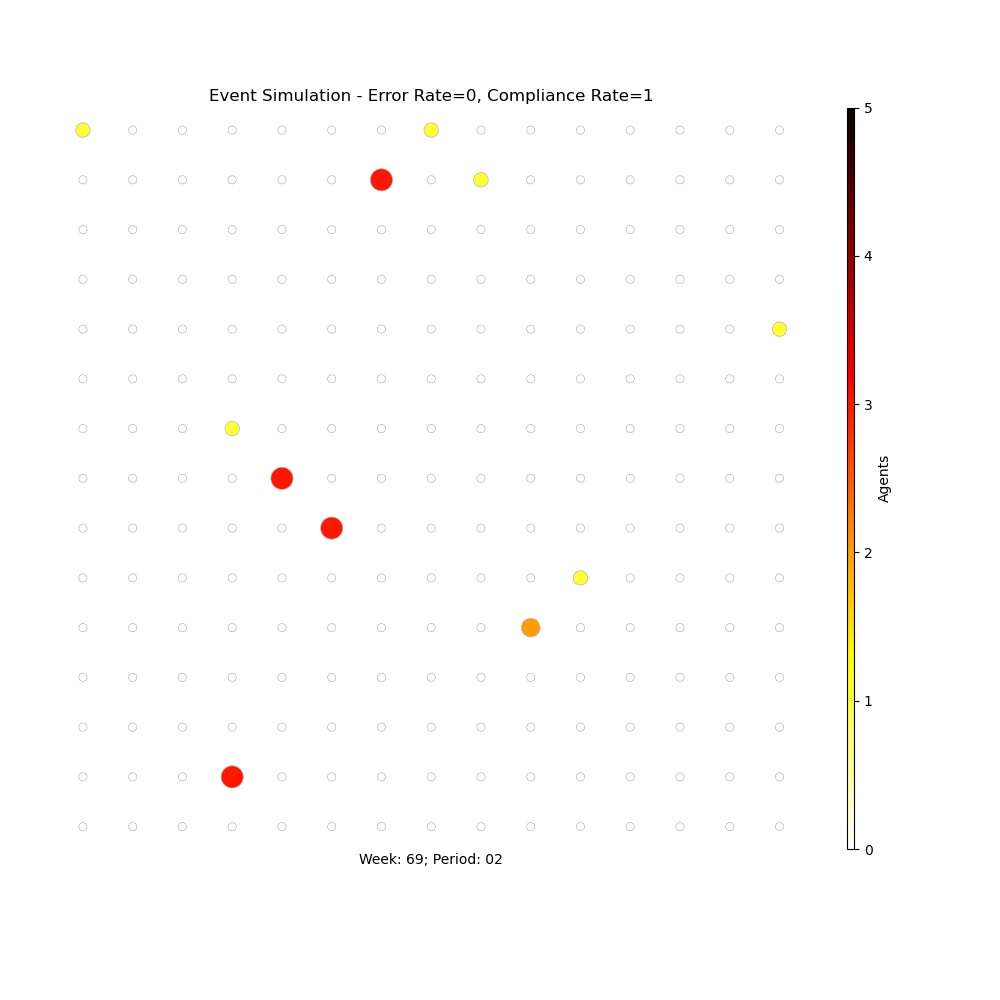 Event Simulation - Error Rate=0, Compliance Rate=1
5
4
3
2
1
0
Agents
Week: 69; Period: 02